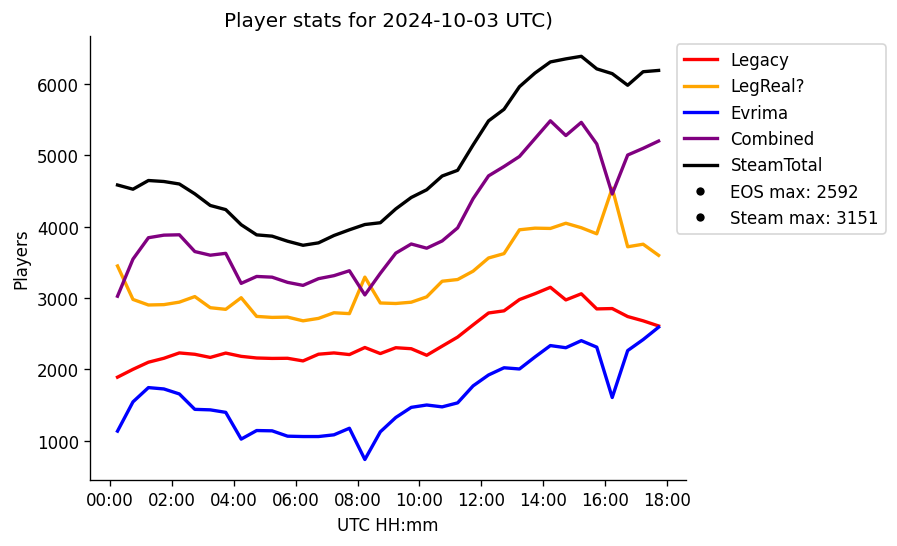 Player stats for 2024-10-03 UTC)
Legacy
LegReal?
Evrima
Combined
SteamTotal
EOS max: 2592
Steam max: 3151
Players
6000
5000
4000
3000
2000
1000
00:00 02:00 04:00 06:00 08:00 10:00 12:00 14:00 16:00 18:00
UTC HH:mm